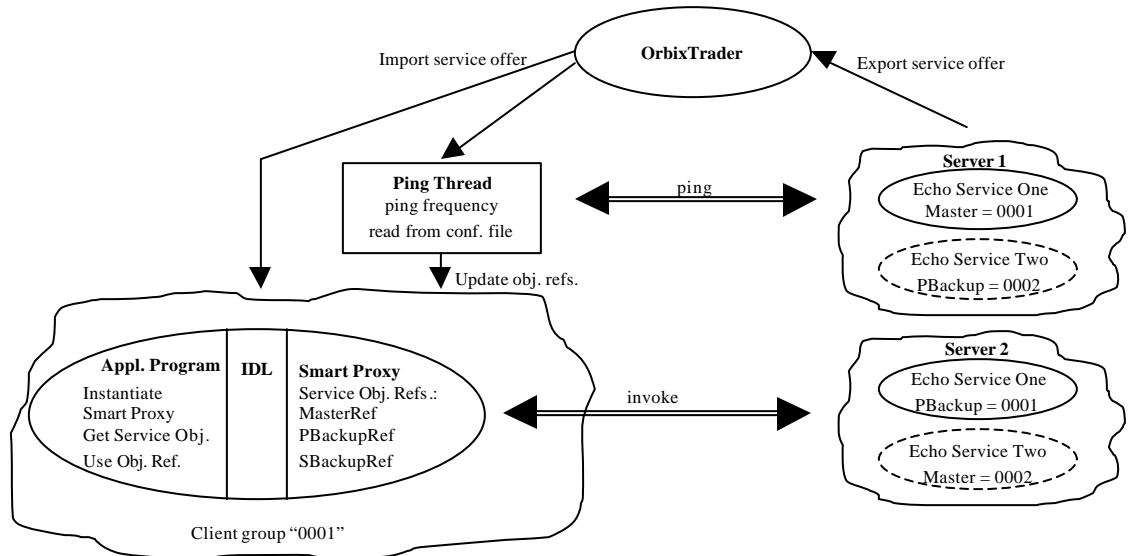 OrbixTrader
Import service offer
Export service offer
Ping Thread
ping frequency
read from conf. file
ping
Server 1
Echo Service One
Master = 0001
Echo Service Two
PBackup = 0002
Update obj. refs.
Appl. Program
Instantiate
Smart Proxy
Get Service Obj.
Use Obj. Ref.
IDL
Smart Proxy
Service Obj. Refs.:
MasterRef
PBackupRef
SBackupRef
invoke
Server 2
Echo Service One
PBackup = 0001
Echo Service Two
Master = 0002
Client group “0001”